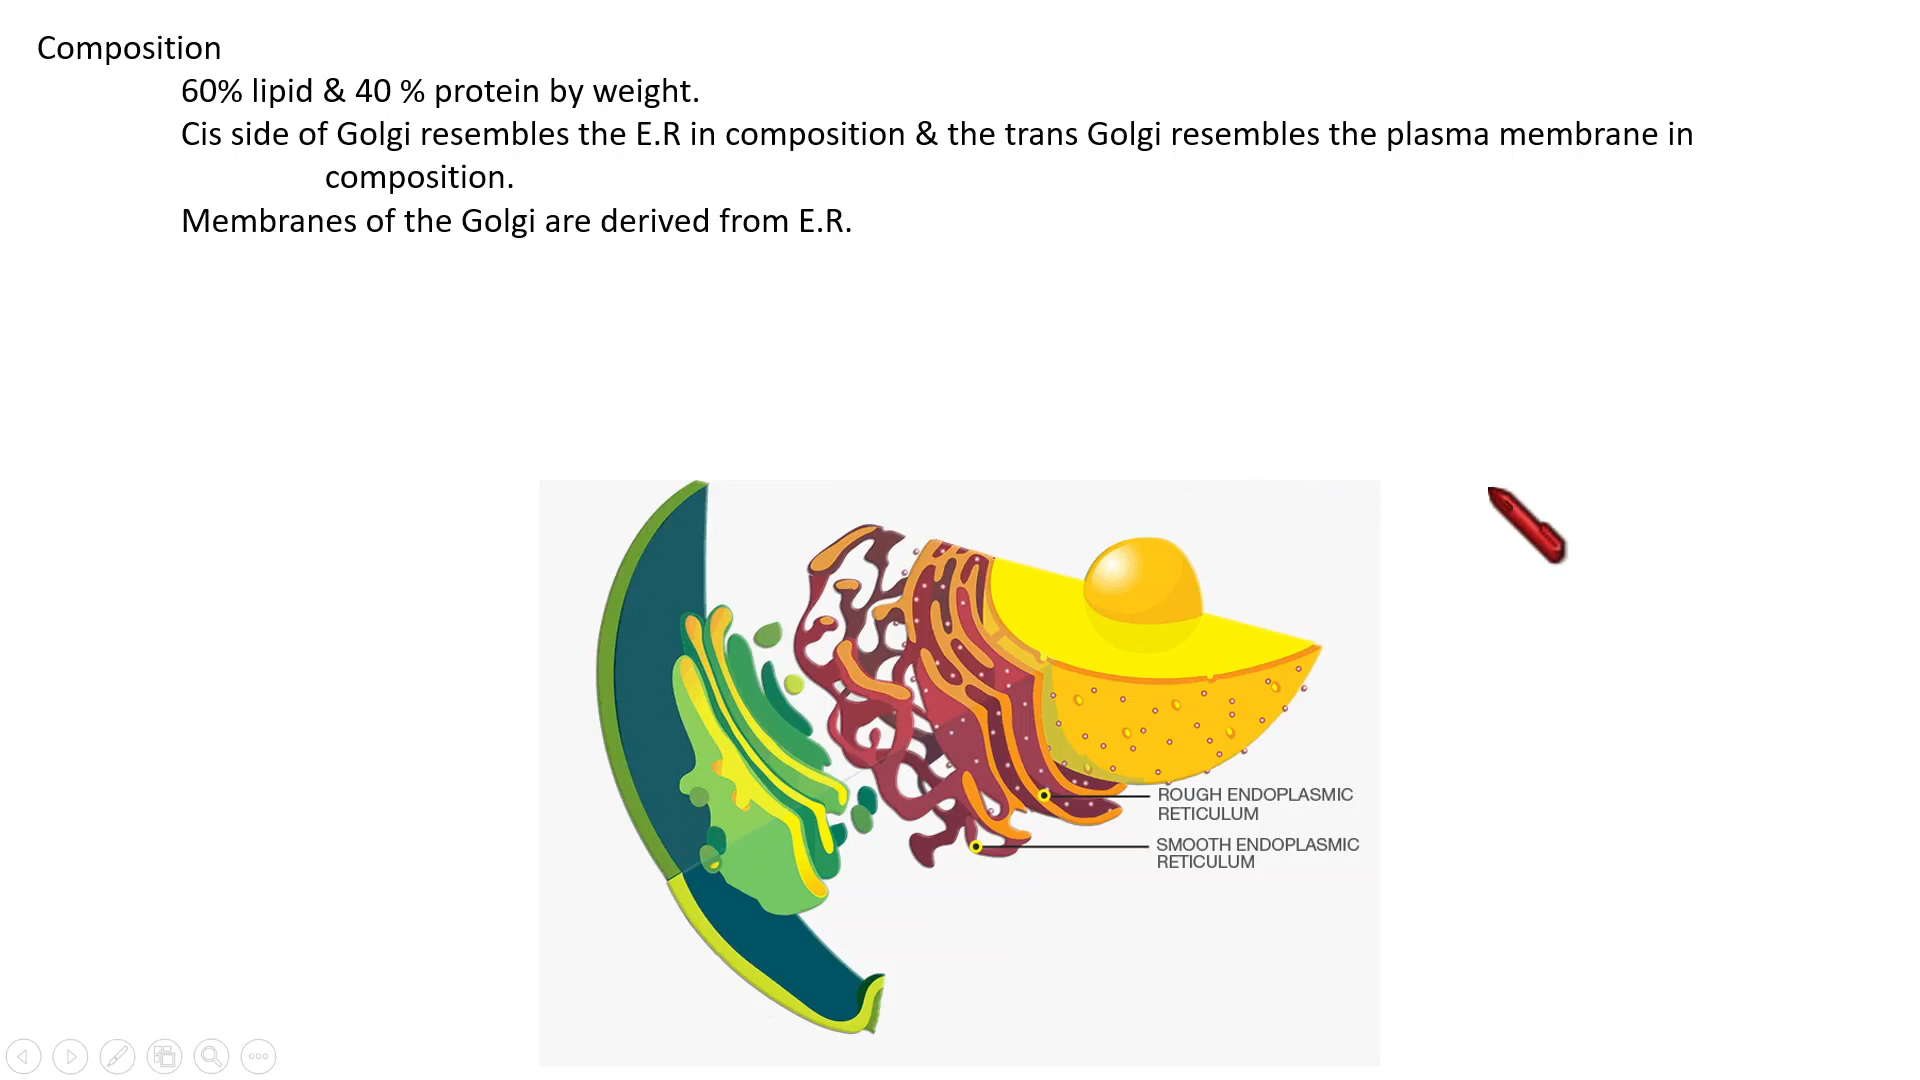 Composition
60% lipid & 40 % protein by weight.
Cis side of Golgi resembles the E.R in composition & the trans Golgi resembles the plasma membrane in
composition.
Membranes of the Golgi are derived from E.R.
ROUGH ENDOPLASMIC
RETICULUM
SMOOTH ENDOPLASMIC
RETICULUM